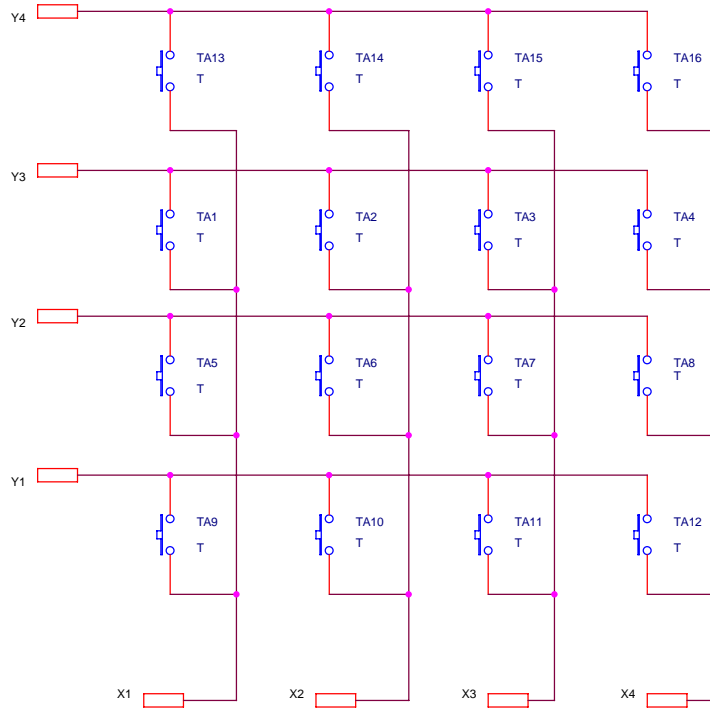 Y4
TA13 TA14 TA15 TA16
T T T T
Y3
TA1 TA2 TA3 TA4
T T T T
Y2
TA5 TA6 TA7 TA8
T T T T
Y1
TA9 TA10 TA11 TA12
T T T T
X1 X2 X3 X4